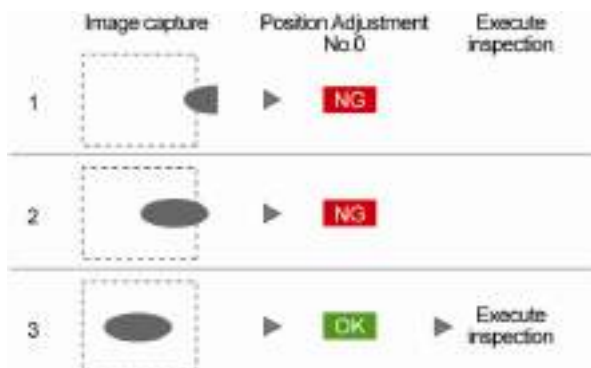 Image capture
Position Adjustment
No.0
Execute
inspection
1
NG
2
NG
3
OK
Execute
inspection